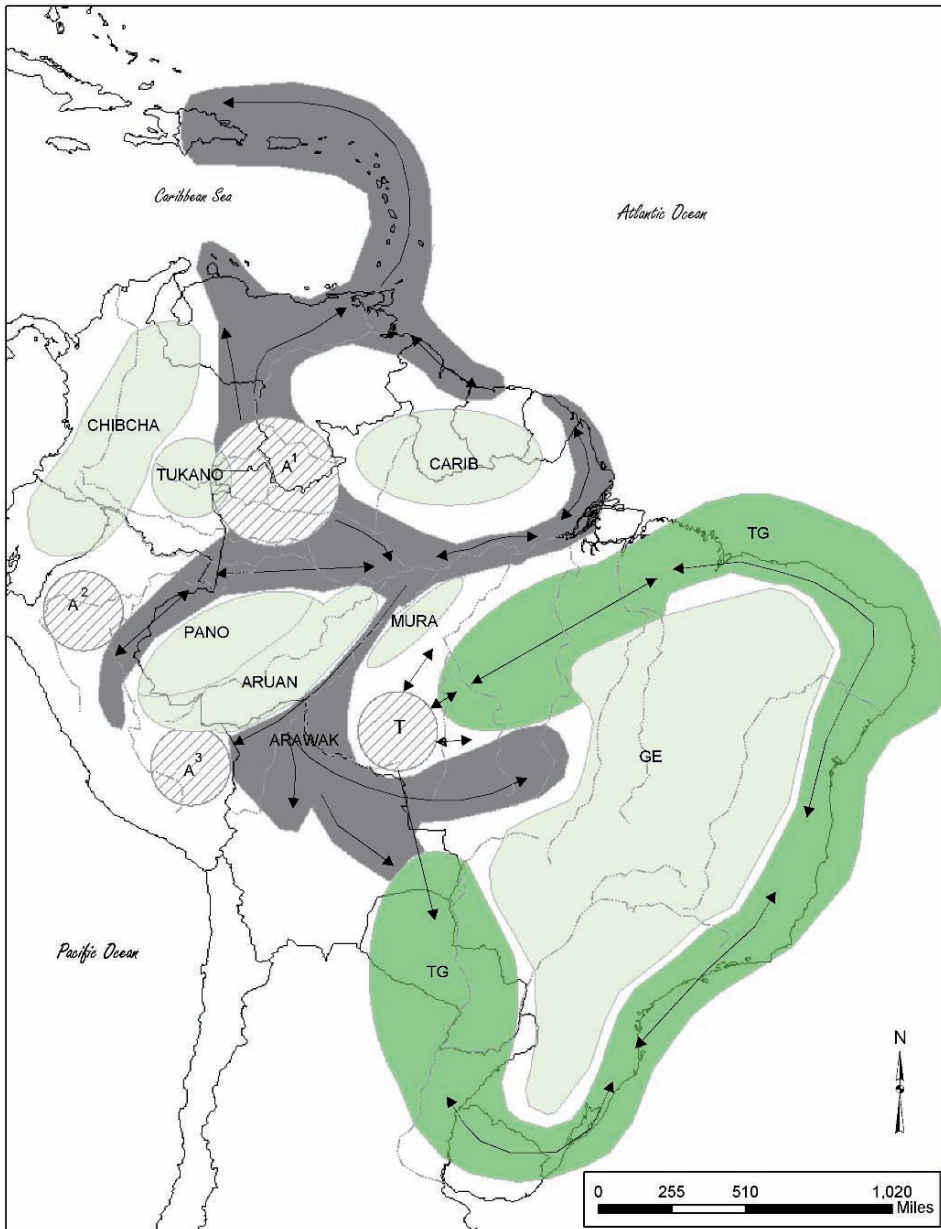 Caribbean Sea
Atlantic Ocean
CHIBCHA
TUKANO
A1
CARIB
TG
A2
PANO
MURA
ARUAN
T
ARAWAK
A3
GE
Pacific Ocean
TG
N
0 255 510 1,020
Miles